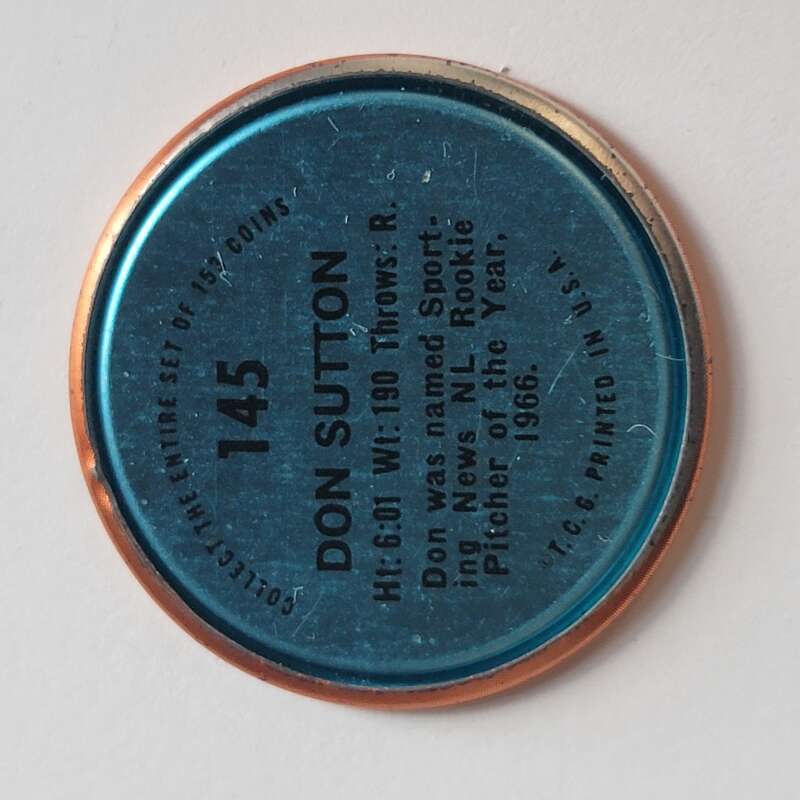 COLLECT THE ENTIRE SET OF 153 COINS
145
DON SUTTON
Ht: 6:01 Wt: 190 Throws: R.
Don was named Sport-
ing News NL Rookie
Pitcher of the Year,
1966.
©T.C.G. PRINTED IN U.S.A.